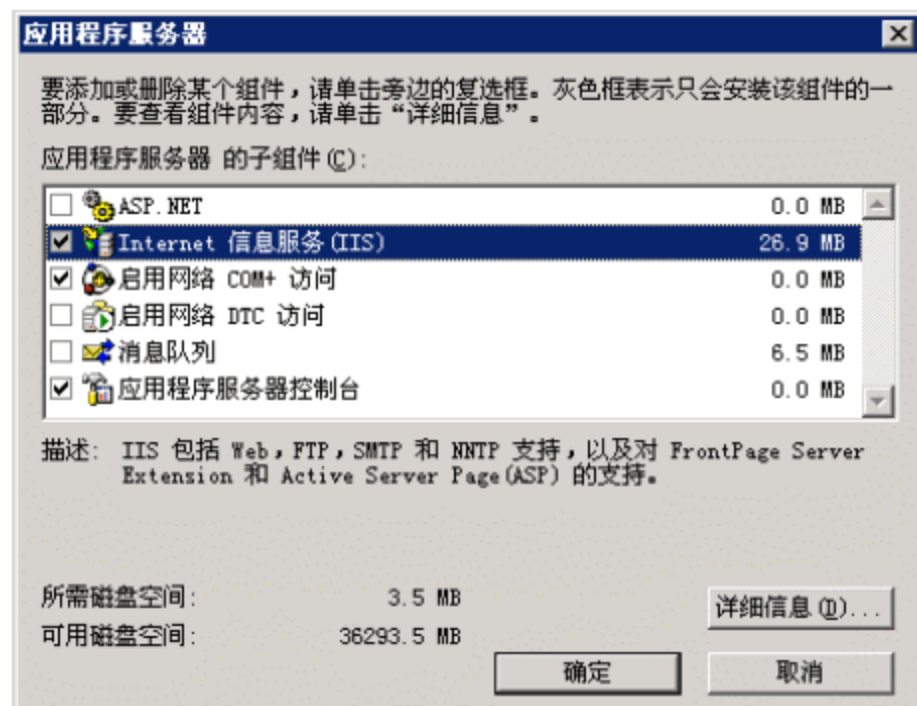 应用程序服务器
要添加或删除某个组件，请单击旁边的复选框。灰色框表示只会安装该组件的一
部分。要查看组件内容，请单击“详细信息”。
应用程序服务器 的子组件(C):
ASP.NET 0.0 MB
Internet 信息服务(IIS) 26.9 MB
启用网络 COM+ 访问 0.0 MB
启用网络 DTC 访问 0.0 MB
消息队列 6.5 MB
应用程序服务器控制台 0.0 MB
描述: IIS 包括 Web，FTP，SMTP 和 NNTP 支持，以及对 FrontPage Server
Extension 和 Active Server Page(ASP) 的支持。
所需磁盘空间: 3.5 MB
详细信息(D)...
可用磁盘空间: 36293.5 MB
确定 取消